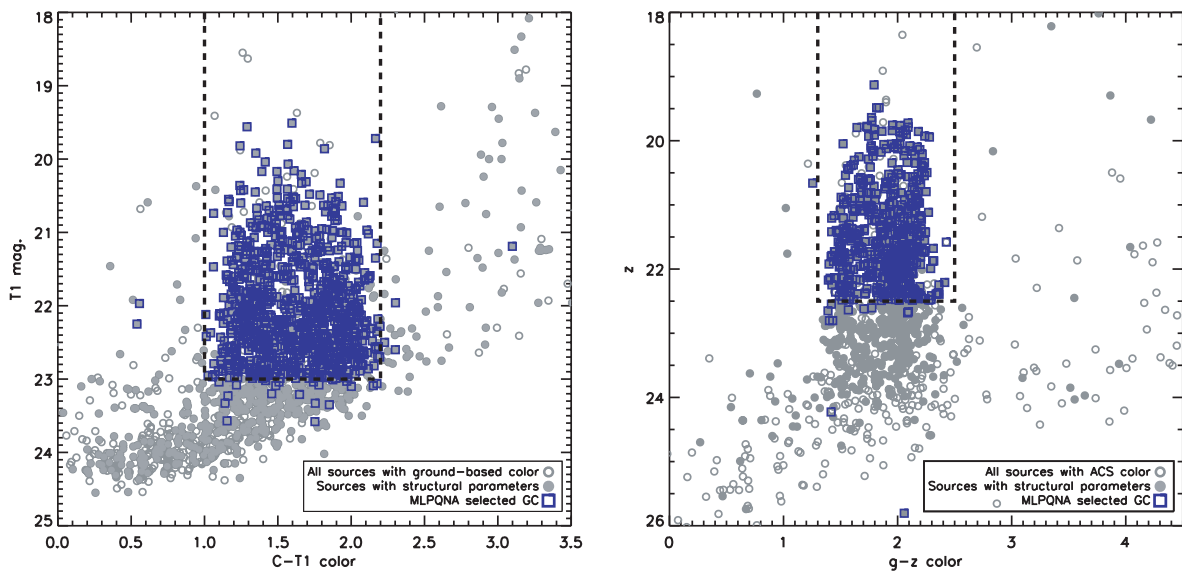 18
19
20
21
22
23
24
25
T1 mag.
0.0 0.5 1.0 1.5 2.0 2.5 3.0 3.5
C-T1 color
All sources with ground-based color
Sources with structural parameters
MLPQNA selected GC
18
20
22
24
26
z
0 1 2 3 4
g-z color
All sources with ACS color
Sources with structural parameters
MLPQNA selected GC